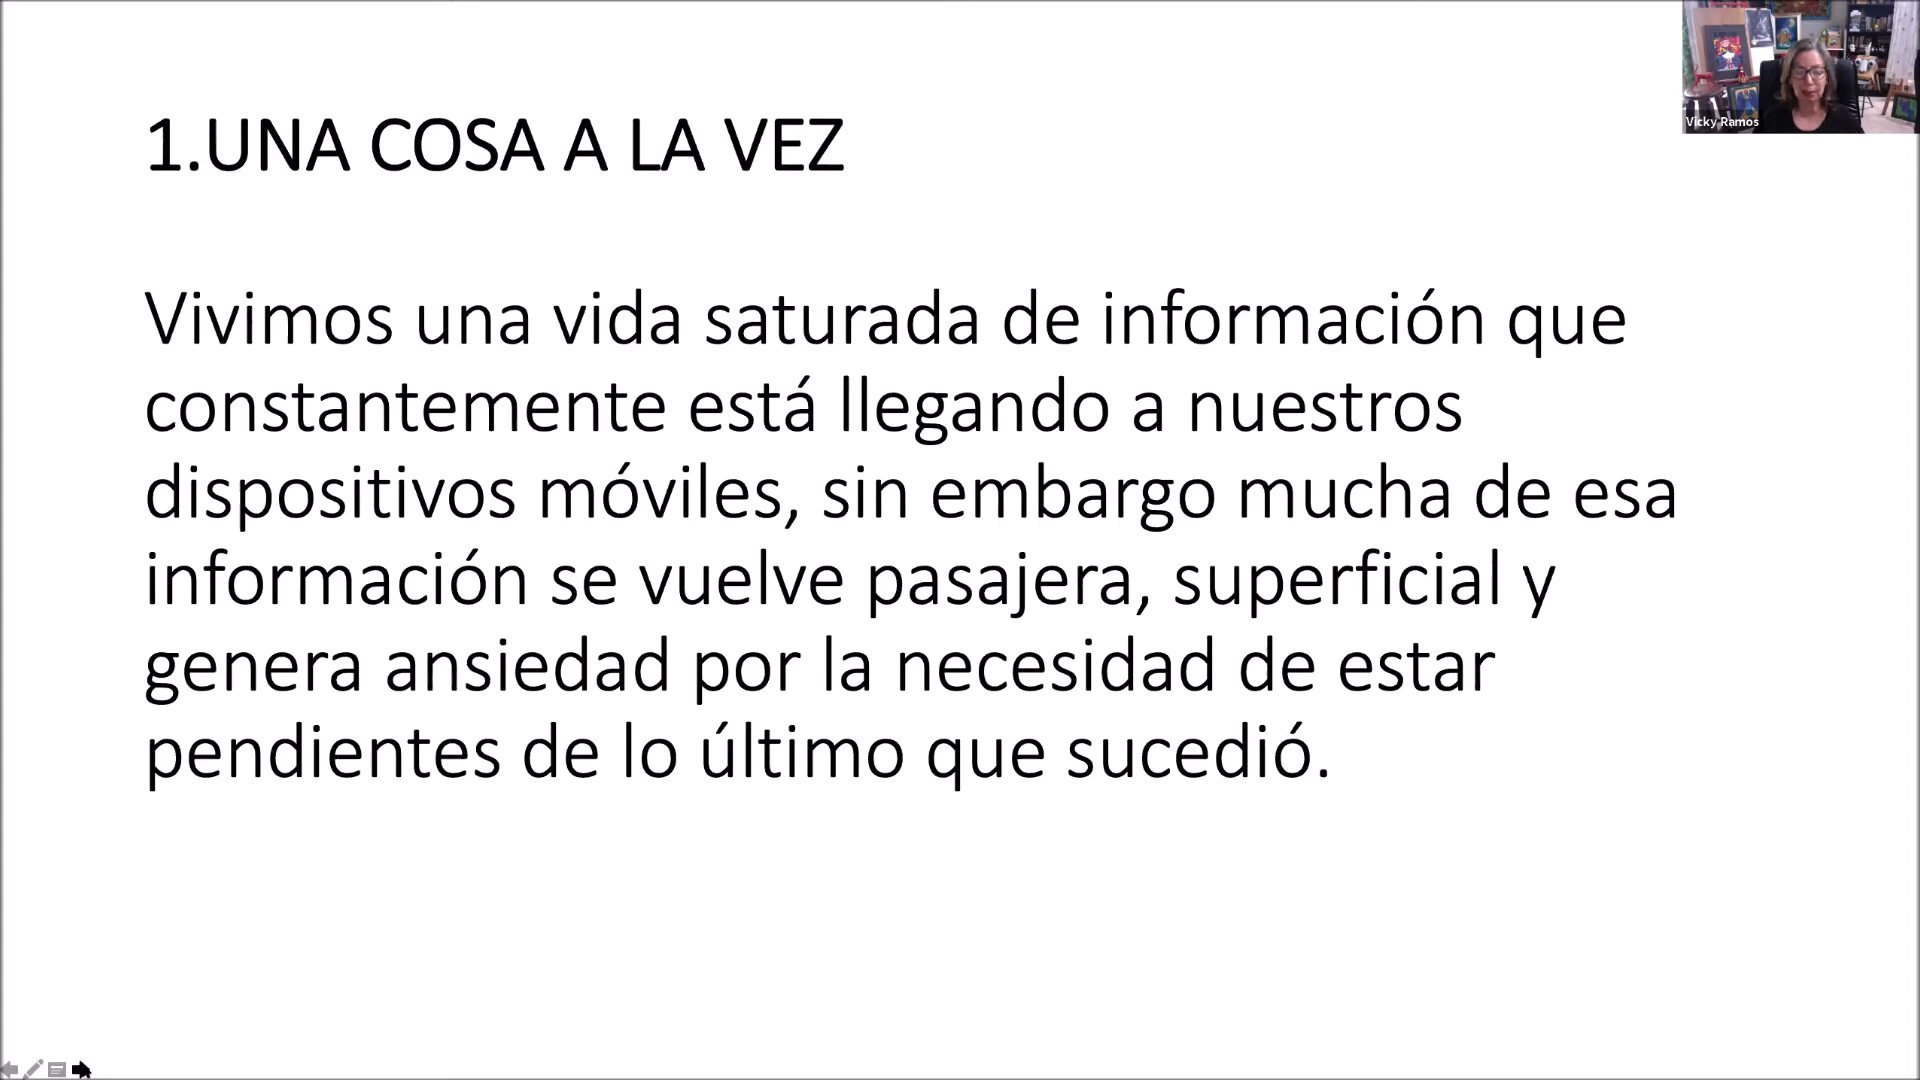 1.UNA COSA A LA VEZ
Vivimos una vida saturada de información que
constantemente está llegando a nuestros
dispositivos móviles, sin embargo mucha de esa
información se vuelve pasajera, superficial y
genera ansiedad por la necesidad de estar
pendientes de lo último que sucedió.
Vicky Ramos